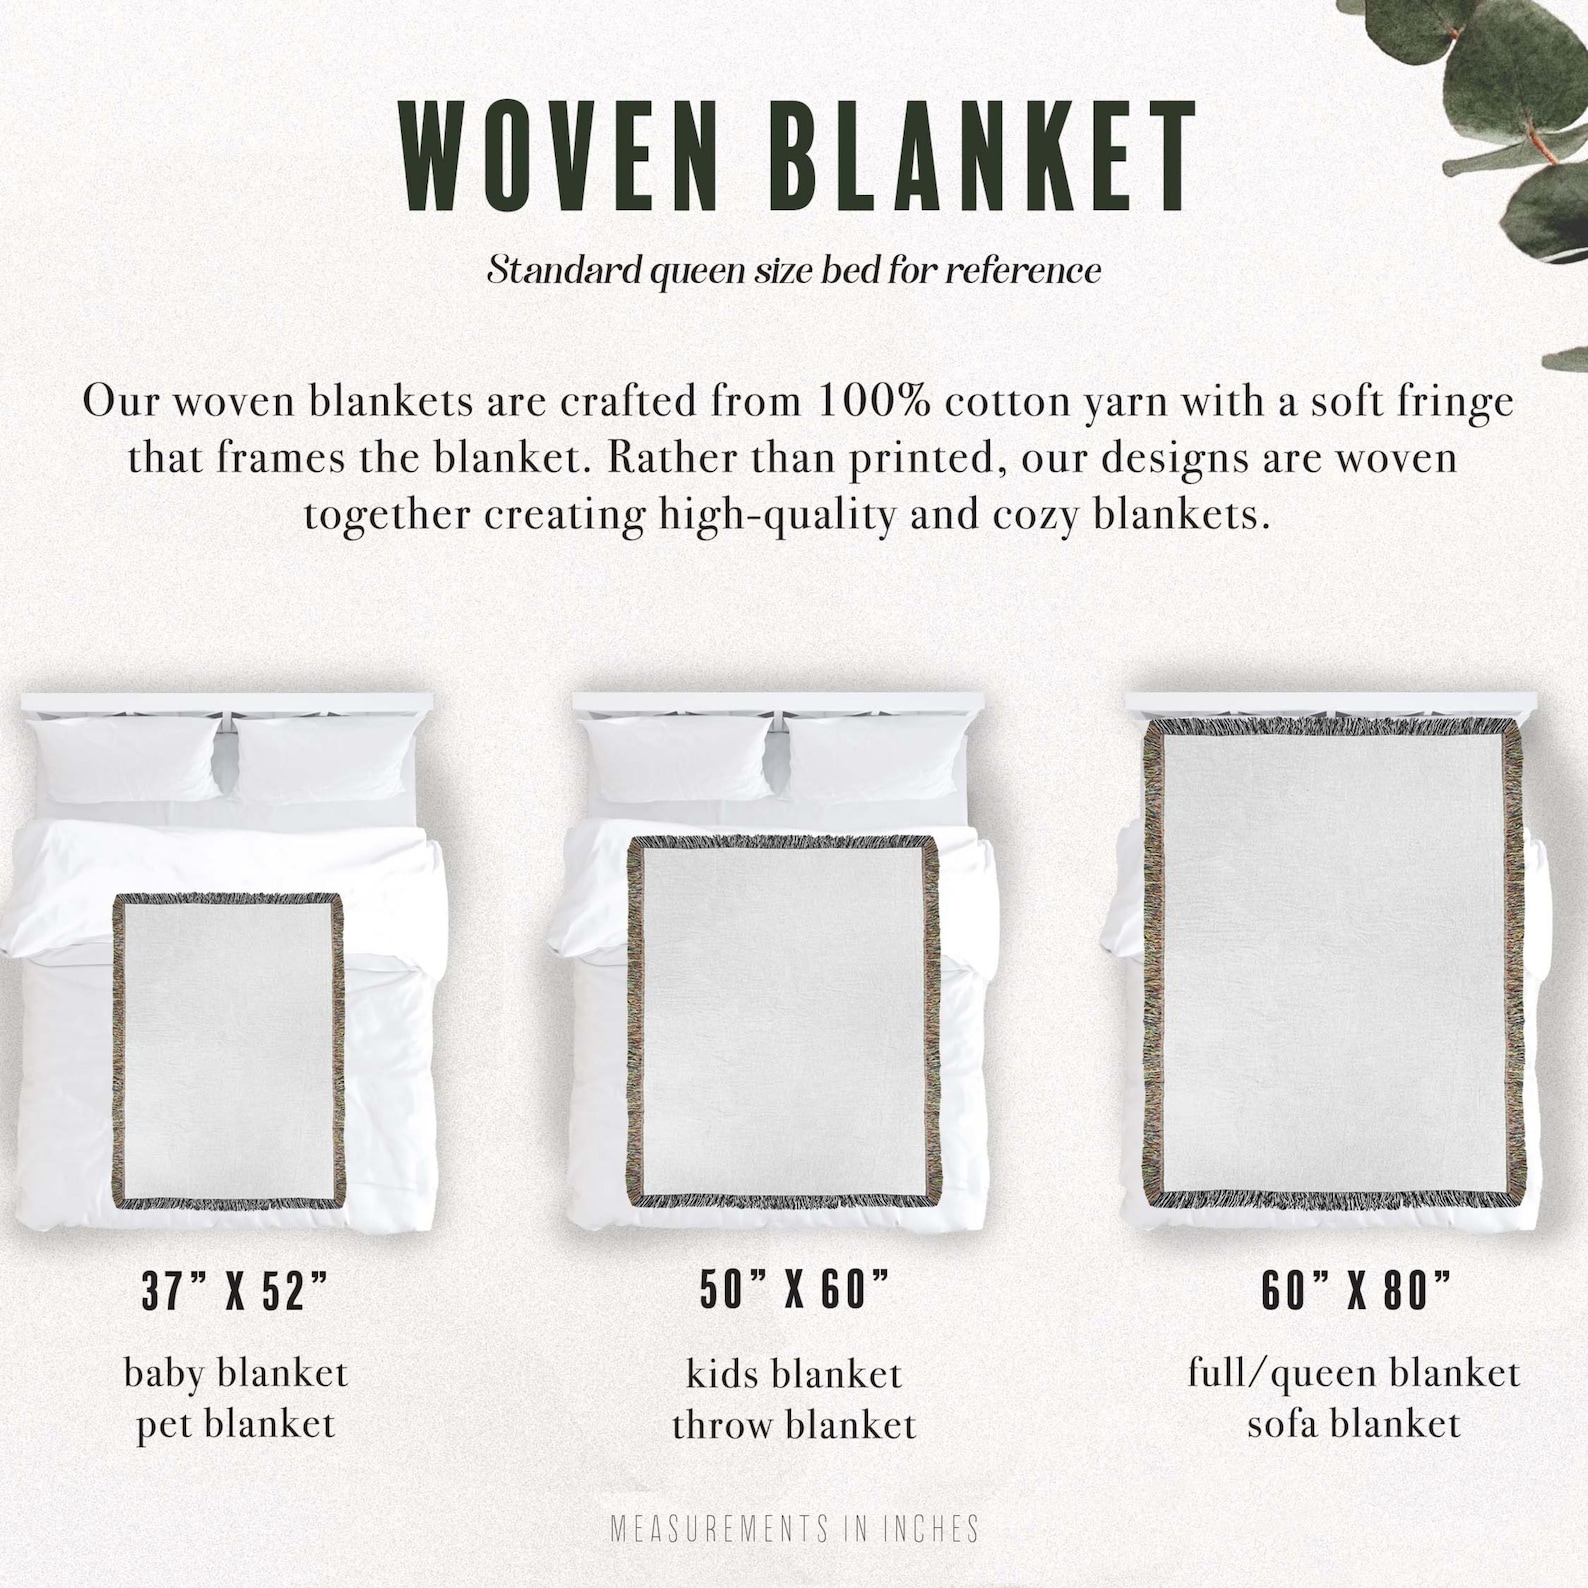 WOVEN BLANKET
Standard queen size bed for reference
Our woven blankets are crafted from 100% cotton yarn with a soft fringe
that frames the blanket. Rather than printed, our designs are woven
together creating high-quality and cozy blankets.
37” X 52”
baby blanket
pet blanket
50” X 60”
kids blanket
throw blanket
60” X 80”
full/queen blanket
sofa blanket
MEASUREMENTS IN INCHES